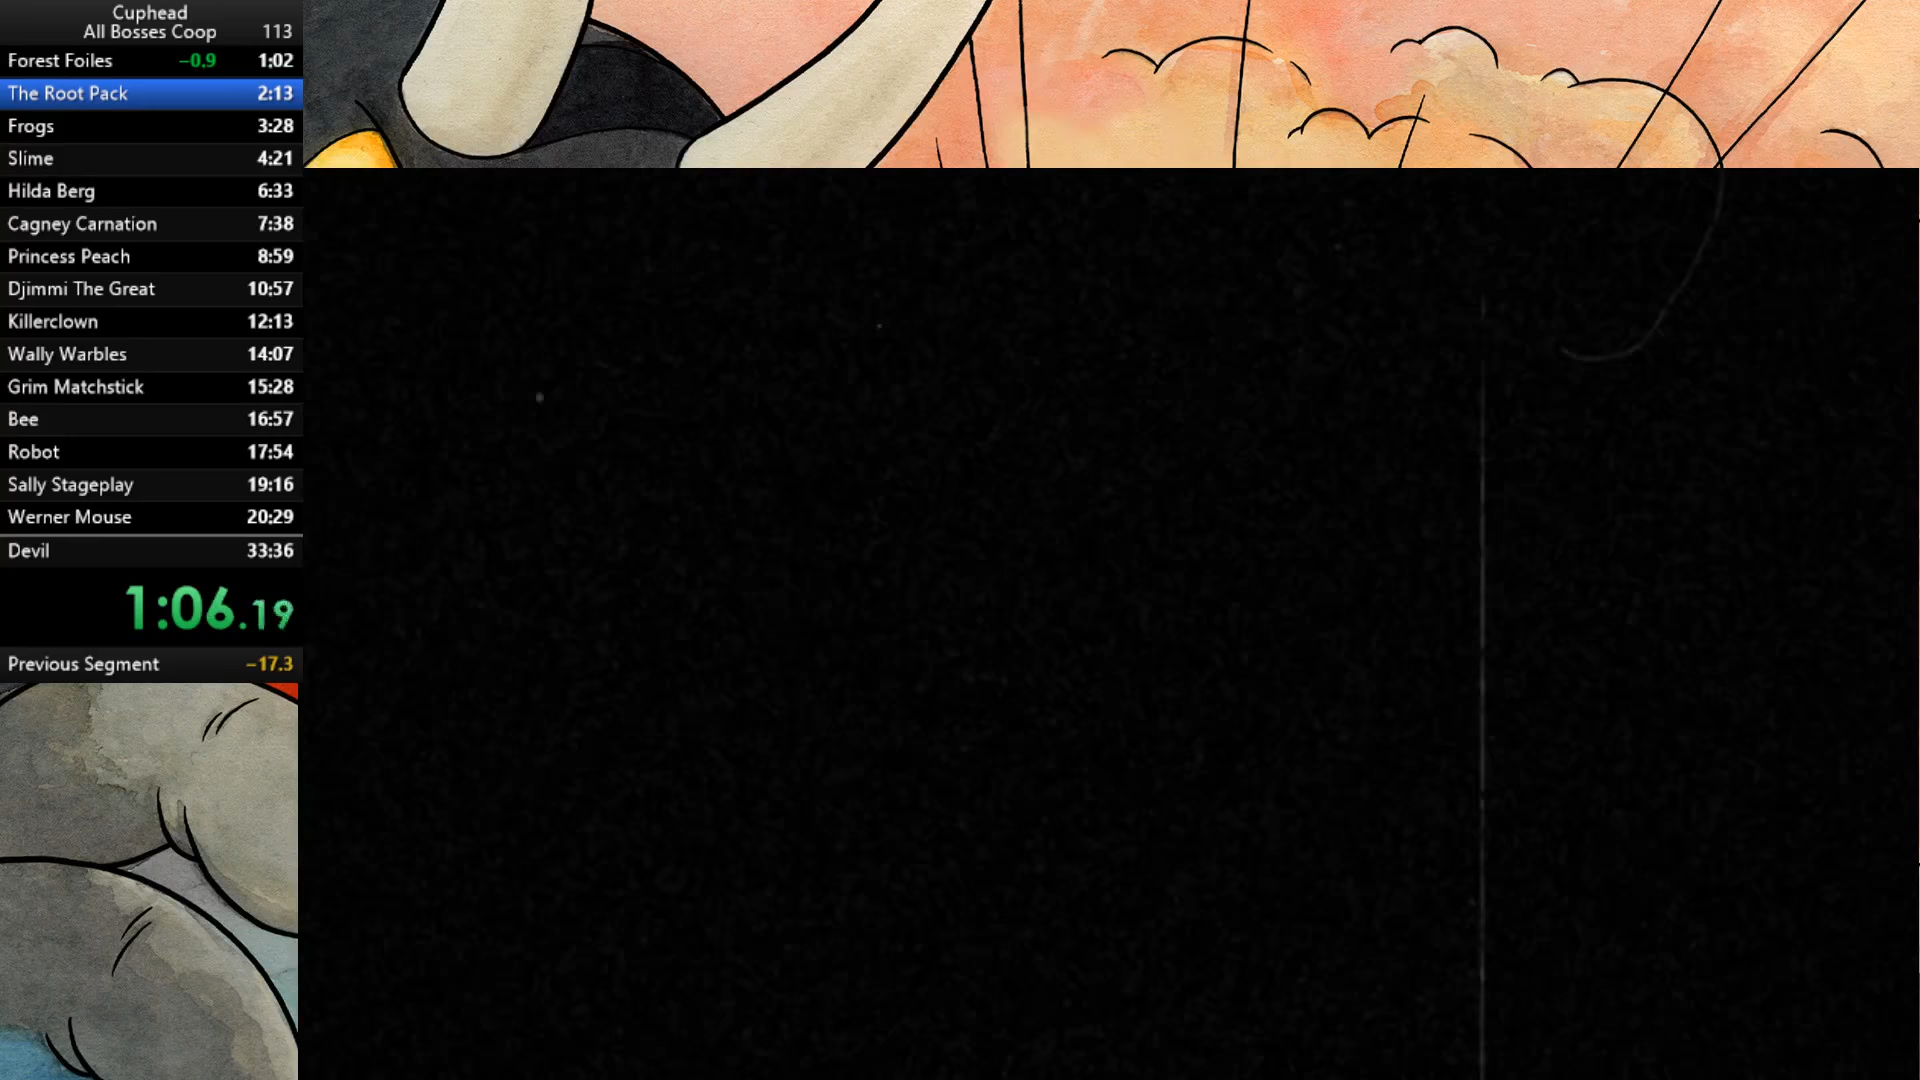 Cuphead
All Bosses Coop 113
Forest Foiles −0.9 1:02
The Root Pack 2:13
Frogs 3:28
Slime 4:21
Hilda Berg 6:33
Cagney Carnation 7:38
Princess Peach 8:59
Djimmi The Great 10:57
Killerclown 12:13
Wally Warbles 14:07
Grim Matchstick 15:28
Bee 16:57
Robot 17:54
Sally Stageplay 19:16
Werner Mouse 20:29
Devil 33:36
1:06.19
Previous Segment −17.3